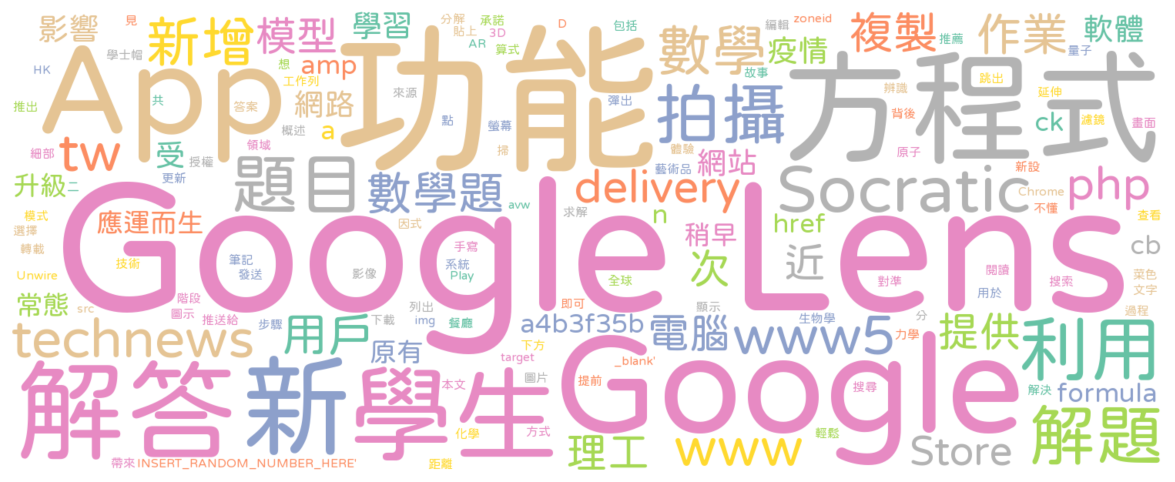 影響
新增
模型
學習
分解
貼上
承諾
AR
3D
算式
D
包括
數學
疫情
故事
編輯
zoneid
複製
推薦
作業
量子
軟體
見
學士帽
想
amp
工作列
HK
App
功能
方程式
跳出
延伸
辨識
濾鏡
畫面
推出
共
答案
網路
來源
點
螢幕
彈出
拍攝
背後
ck
tw
a
概述
領域
掃
體驗
藝術品
網站
原子
新設
細部
受
授權
更新
升級
二
題目
數學題
delivery
Socratic
Chrome
不懂
php
模式
選擇
應運而生
avw
因式
求解
n
href
查看
轉載
Google Lens
稍早
次
近
cb
Unwire
技術
筆記
發送
手寫
系統
Play
影像
全球
對準
閱讀
搜索
菜色
文字
常態
src
階段
圖示
推送給
下載
列出
即可
顯示
用於
過程
technews
用戶
步驟
img
餐廳
a4b3f35b
電腦
www5
生物學
分
力學
提供
利用
原有
下方
target
_blank'
解答
新
學生
本文
圖片
提前
Google
搜尋
解決
formula
化學
方式
理工
www
輕鬆
Store
解題
帶來
INSERT_RANDOM_NUMBER_HERE'
距離